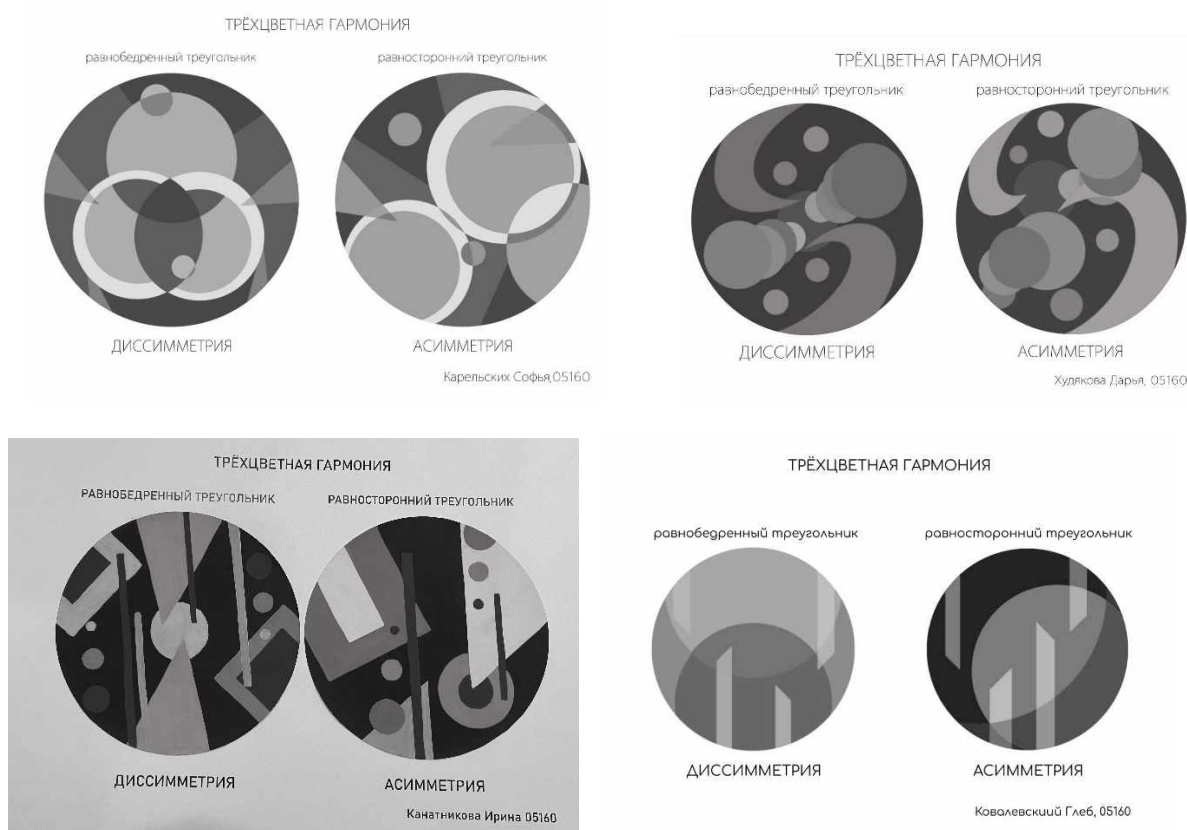 ТРЁХЦВЕТНАЯ ГАРМОНИЯ
равнобедренный треугольник
равносторонний треугольник
ДИССИММЕТРИЯ
АСИММЕТРИЯ
Карельских Софья,05160
ТРЁХЦВЕТНАЯ ГАРМОНИЯ
равнобедренный треугольник
равносторонний треугольник
ДИССИММЕТРИЯ
АСИММЕТРИЯ
Худякова Дарья, 05160
ТРЁХЦВЕТНАЯ ГАРМОНИЯ
РАВНОБЕДРЕННЫЙ ТРЕУГОЛЬНИК
РАВНОСТОРОННИЙ ТРЕУГОЛЬНИК
ДИССИММЕТРИЯ
АСИММЕТРИЯ
Канатникова Ирина 05160
ТРЁХЦВЕТНАЯ ГАРМОНИЯ
равнобедренный треугольник
равносторонний треугольник
ДИССИММЕТРИЯ
АСИММЕТРИЯ
Ковалевскиий Глеб, 05160